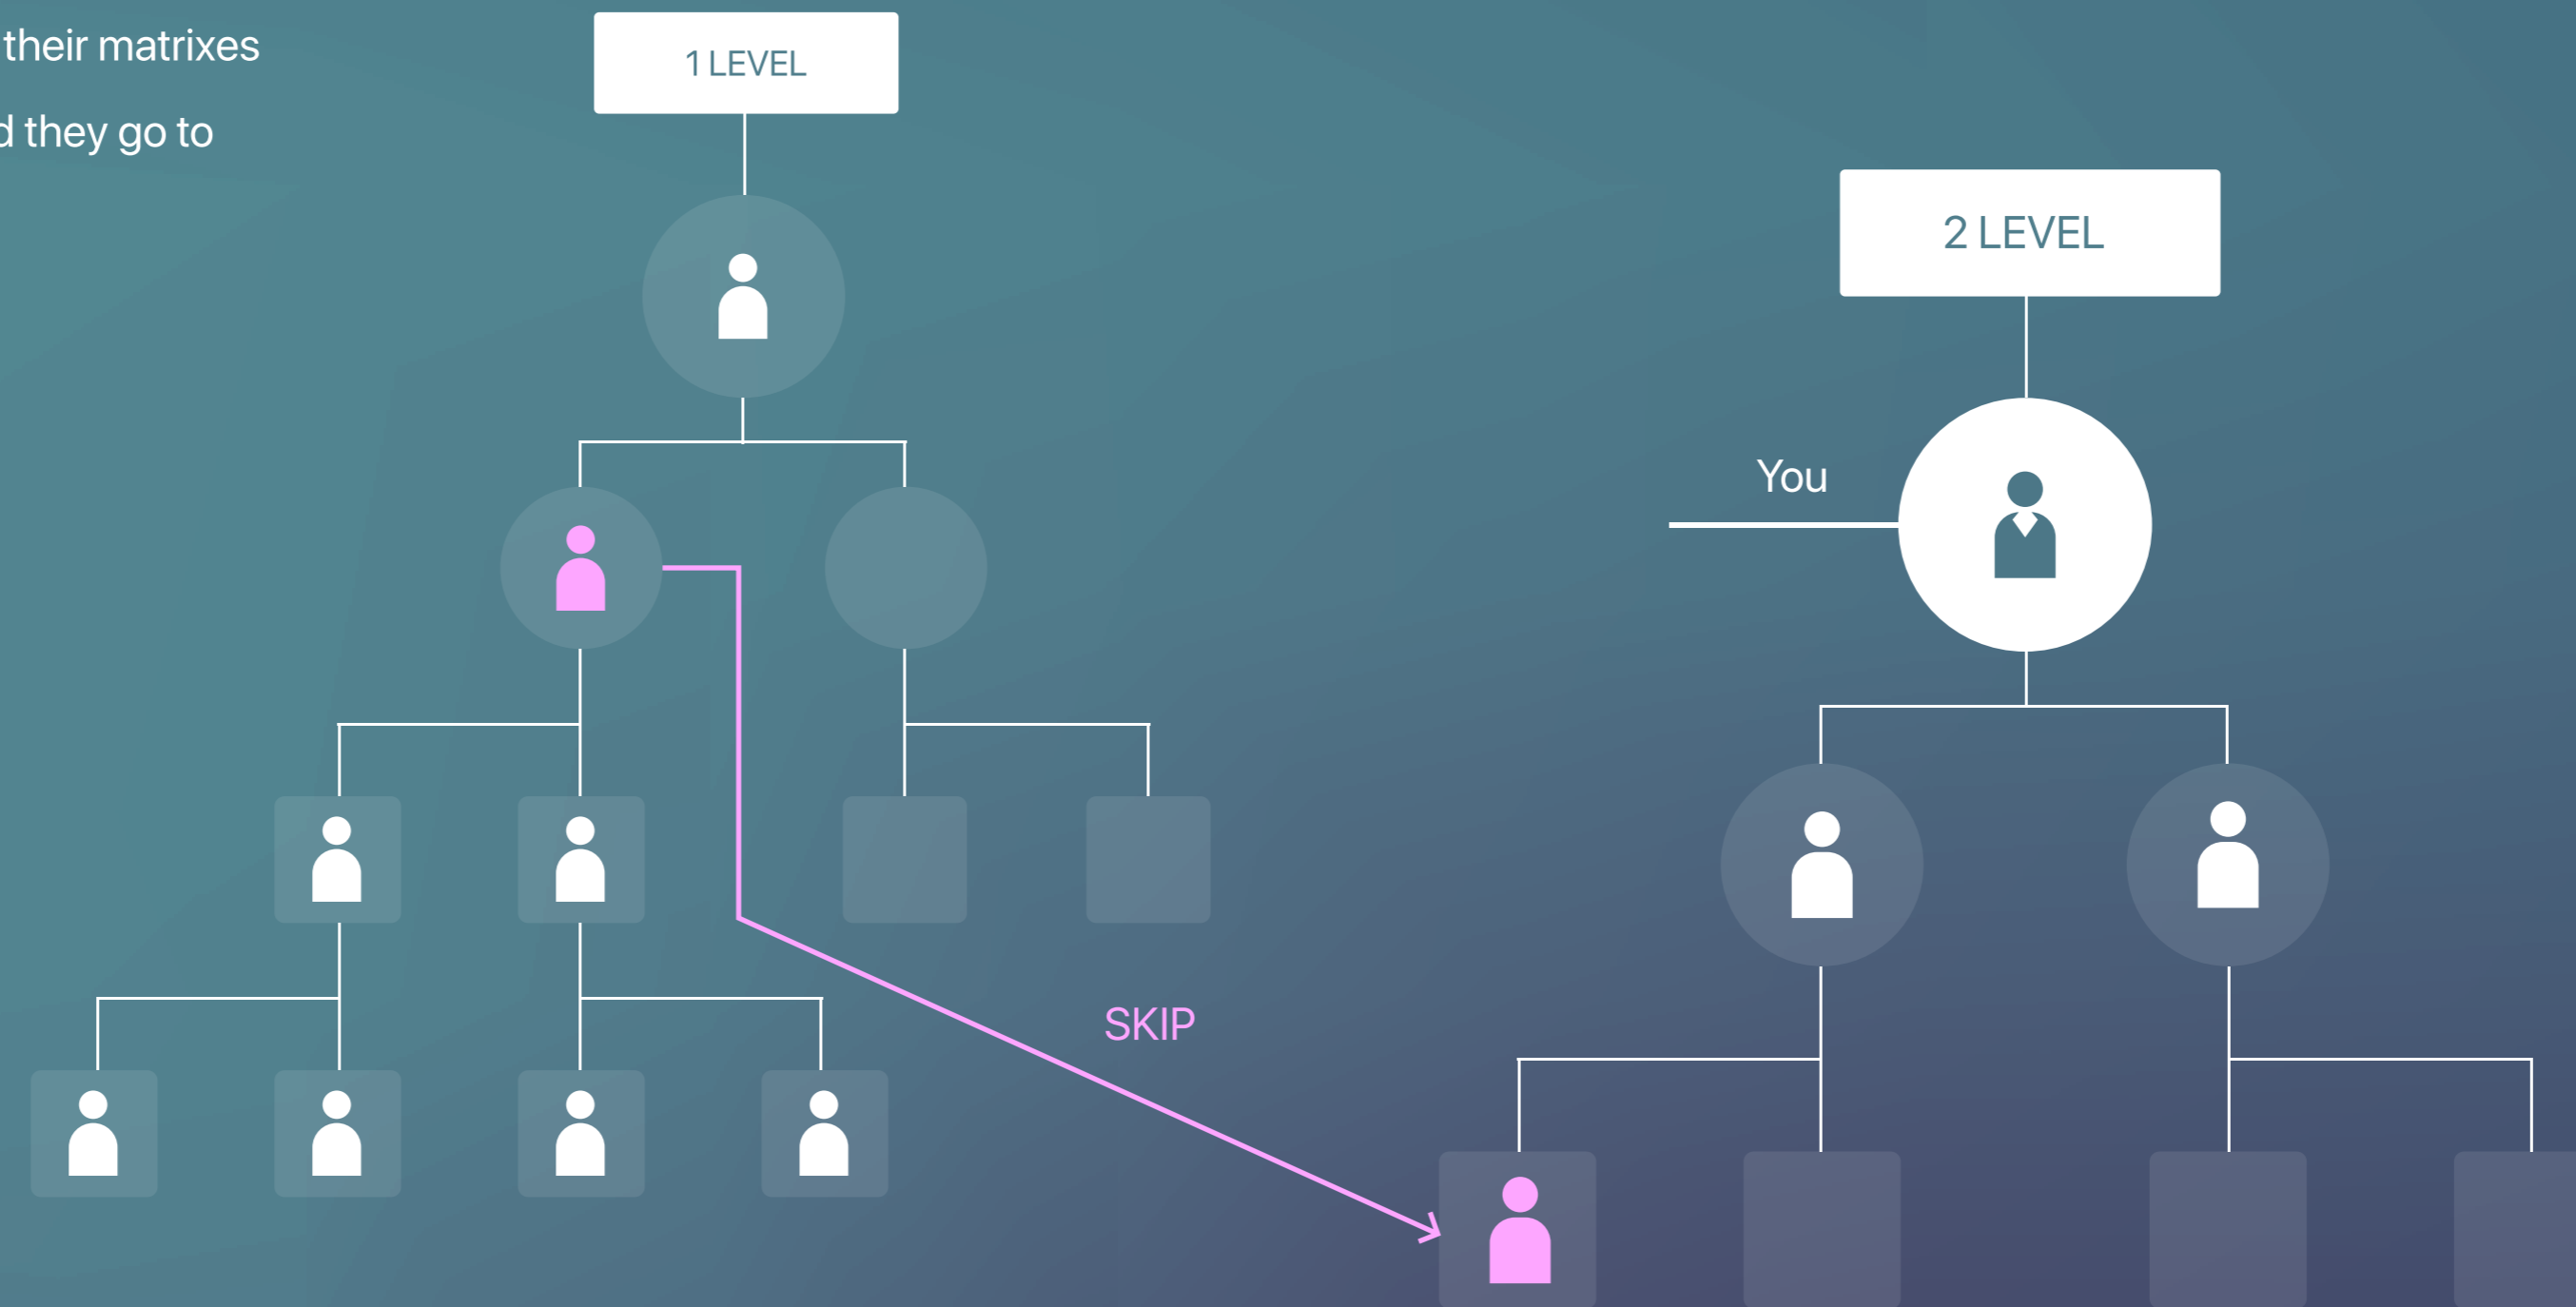 their matrixes
they go to
1 LEVEL
2 LEVEL
You
SKIP